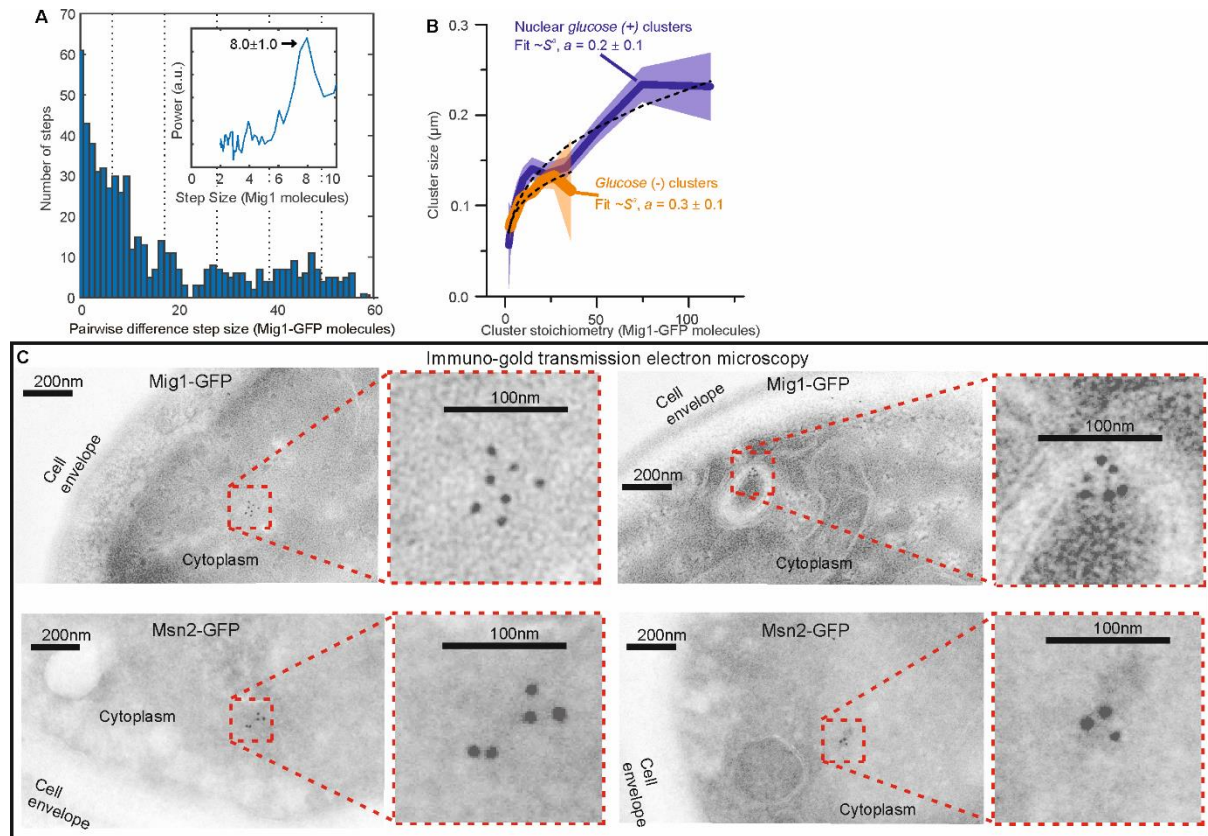 A
70
60
50
40
30
20
10
0
Number of steps
0
20
40
60
Pairwise difference step size (Mig1-GFP molecules)
8.0±1.0
Power (a.u.)
0 2 4 6 8 10
Step Size (Mig1 molecules)
B
0.3
0.2
0.1
0.0
Cluster size (µm)
Nuclear glucose (+) clusters
Fit ~Sᵃ, a = 0.2 ± 0.1
Glucose (-) clusters
Fit ~Sᵃ, a = 0.3 ± 0.1
0 50 100
Cluster stoichiometry (Mig1-GFP molecules)
C
Immuno-gold transmission electron microscopy
200nm
Mig1-GFP
Cell
envelope
Cytoplasm
100nm
Mig1-GFP
Cell
envelope
200nm
Cytoplasm
100nm
200nm
Msn2-GFP
Cytoplasm
Cell
envelope
100nm
200nm
Msn2-GFP
Cell
envelope
Cytoplasm
100nm